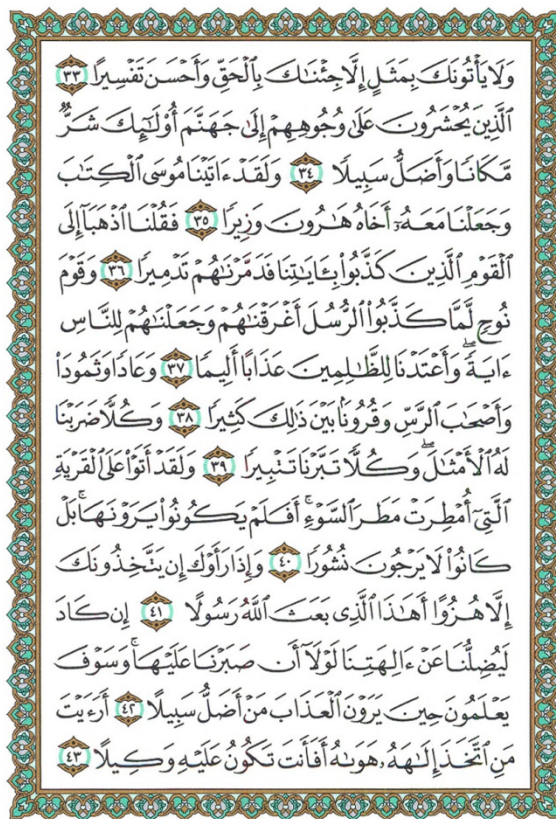 وَلَا يَأْتُونَكَ بِمَثَلٍ إِلَّا جِئْنَٰكَ بِٱلْحَقِّ وَأَحْسَنَ تَفْسِيرًا ٣٣
ٱلَّذِينَ يُحْشَرُونَ عَلَىٰ وُجُوهِهِمْ إِلَىٰ جَهَنَّمَ أُو۟لَٰٓئِكَ شَرٌّ
مَّكَانًا وَأَضَلُّ سَبِيلًا ٣٤ وَلَقَدْ ءَاتَيْنَا مُوسَى ٱلْكِتَٰبَ
وَجَعَلْنَا مَعَهُۥٓ أَخَاهُ هَٰرُونَ وَزِيرًا ٣٥ فَقُلْنَا ٱذْهَبَآ إِلَى
ٱلْقَوْمِ ٱلَّذِينَ كَذَّبُوا۟ بِـَٔايَٰتِنَا فَدَمَّرْنَٰهُمْ تَدْمِيرًا ٣٦ وَقَوْمَ
نُوحٍ لَّمَّا كَذَّبُوا۟ ٱلرُّسُلَ أَغْرَقْنَٰهُمْ وَجَعَلْنَٰهُمْ لِلنَّاسِ
ءَايَةً ۖ وَأَعْتَدْنَا لِلظَّٰلِمِينَ عَذَابًا أَلِيمًا ٣٧ وَعَادًا وَثَمُودَا۟
وَأَصْحَٰبَ ٱلرَّسِّ وَقُرُونًۢا بَيْنَ ذَٰلِكَ كَثِيرًا ٣٨ وَكُلًّا ضَرَبْنَا
لَهُ ٱلْأَمْثَٰلَ ۖ وَكُلًّا تَبَّرْنَا تَتْبِيرًا ٣٩ وَلَقَدْ أَتَوْا۟ عَلَى ٱلْقَرْيَةِ
ٱلَّتِىٓ أُمْطِرَتْ مَطَرَ ٱلسَّوْءِ ۚ أَفَلَمْ يَكُونُوا۟ يَرَوْنَهَا ۚ بَلْ
كَانُوا۟ لَا يَرْجُونَ نُشُورًا ٤٠ وَإِذَا رَأَوْكَ إِن يَتَّخِذُونَكَ
إِلَّا هُزُوًا أَهَٰذَا ٱلَّذِى بَعَثَ ٱللَّهُ رَسُولًا ٤١ إِن كَادَ
لَيُضِلُّنَا عَنْ ءَالِهَتِنَا لَوْلَآ أَن صَبَرْنَا عَلَيْهَا ۚ وَسَوْفَ
يَعْلَمُونَ حِينَ يَرَوْنَ ٱلْعَذَابَ مَنْ أَضَلُّ سَبِيلًا ٤٢ أَرَءَيْتَ
مَنِ ٱتَّخَذَ إِلَٰهَهُۥ هَوَىٰهُ أَفَأَنتَ تَكُونُ عَلَيْهِ وَكِيلًا ٤٣